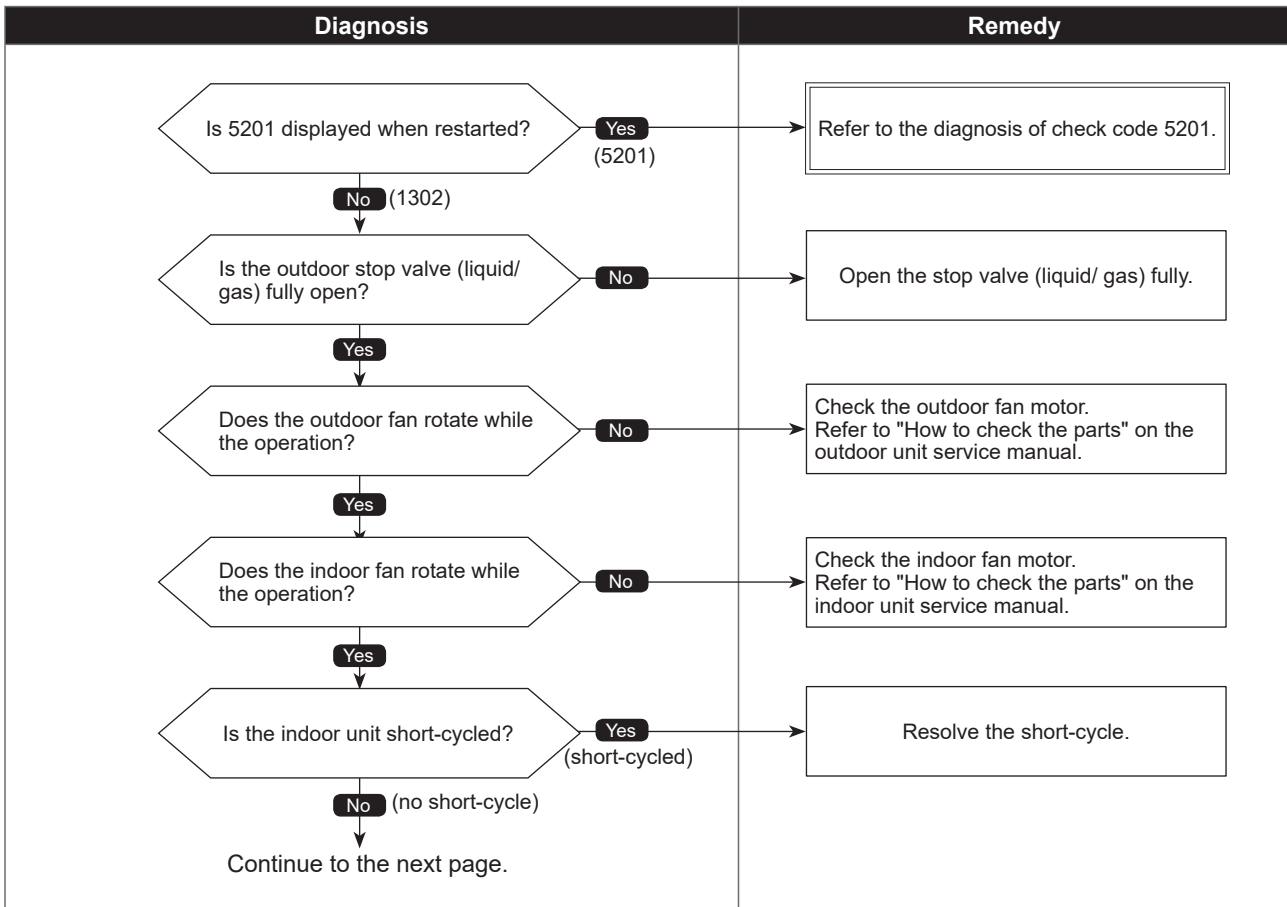 Diagnosis
Remedy
Is 5201 displayed when restarted?
Yes
(5201)
Refer to the diagnosis of check code 5201.
No (1302)
Is the outdoor stop valve (liquid/
gas) fully open?
No
Open the stop valve (liquid/ gas) fully.
Yes
Does the outdoor fan rotate while
the operation?
No
Check the outdoor fan motor.
Refer to "How to check the parts" on the
outdoor unit service manual.
Yes
Does the indoor fan rotate while
the operation?
No
Check the indoor fan motor.
Refer to "How to check the parts" on the
indoor unit service manual.
Yes
Is the indoor unit short-cycled?
Yes
(short-cycled)
Resolve the short-cycle.
No (no short-cycle)
Continue to the next page.